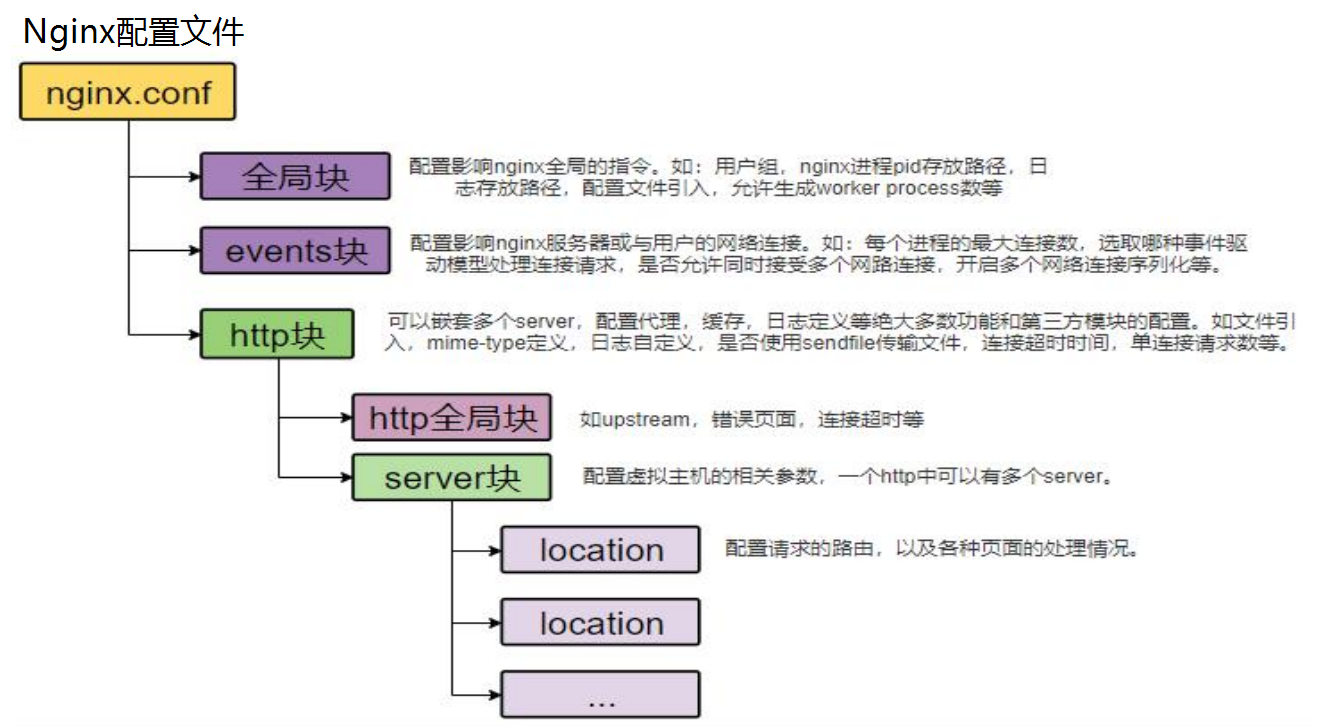 Nginx配置文件
nginx.conf
全局块
配置影响nginx全局的指令。如：用户组，nginx进程pid存放路径，日
志存放路径，配置文件引入，允许生成worker process数等
events块
配置影响nginx服务器或与用户的网络连接。如：每个进程的最大连接数，选取哪种事件驱
动模型处理连接请求，是否允许同时接受多个网路连接，开启多个网络连接序列化等。
http块
可以嵌套多个server，配置代理，缓存，日志定义等绝大多数功能和第三方模块的配置。如文件引
入，mime-type定义，日志自定义，是否使用sendfile传输文件，连接超时时间，单连接请求数等。
http全局块
如upstream，错误页面，连接超时等
server块
配置虚拟主机的相关参数，一个http中可以有多个server。
location
配置请求的路由，以及各种页面的处理情况。
location
...